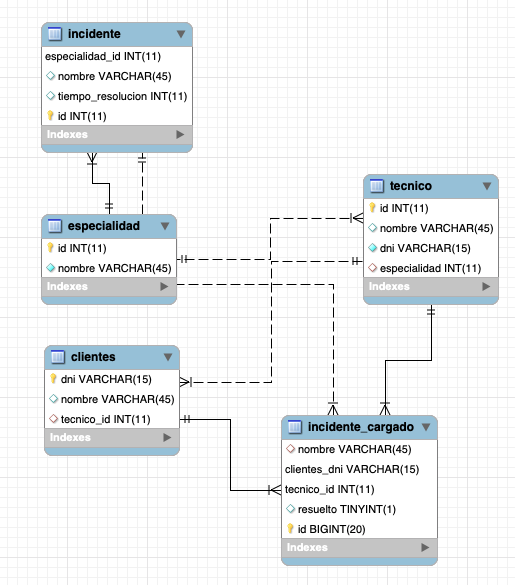 incidente
especialidad_id INT(11)
nombre VARCHAR(45)
tiempo_resolucion INT(11)
id INT(11)
Indexes
especialidad
id INT(11)
nombre VARCHAR(45)
Indexes
tecnico
id INT(11)
nombre VARCHAR(45)
dni VARCHAR(15)
especialidad INT(11)
Indexes
clientes
dni VARCHAR(15)
nombre VARCHAR(45)
tecnico_id INT(11)
Indexes
incidente_cargado
nombre VARCHAR(45)
clientes_dni VARCHAR(15)
tecnico_id INT(11)
resuelto TINYINT(1)
id BIGINT(20)
Indexes